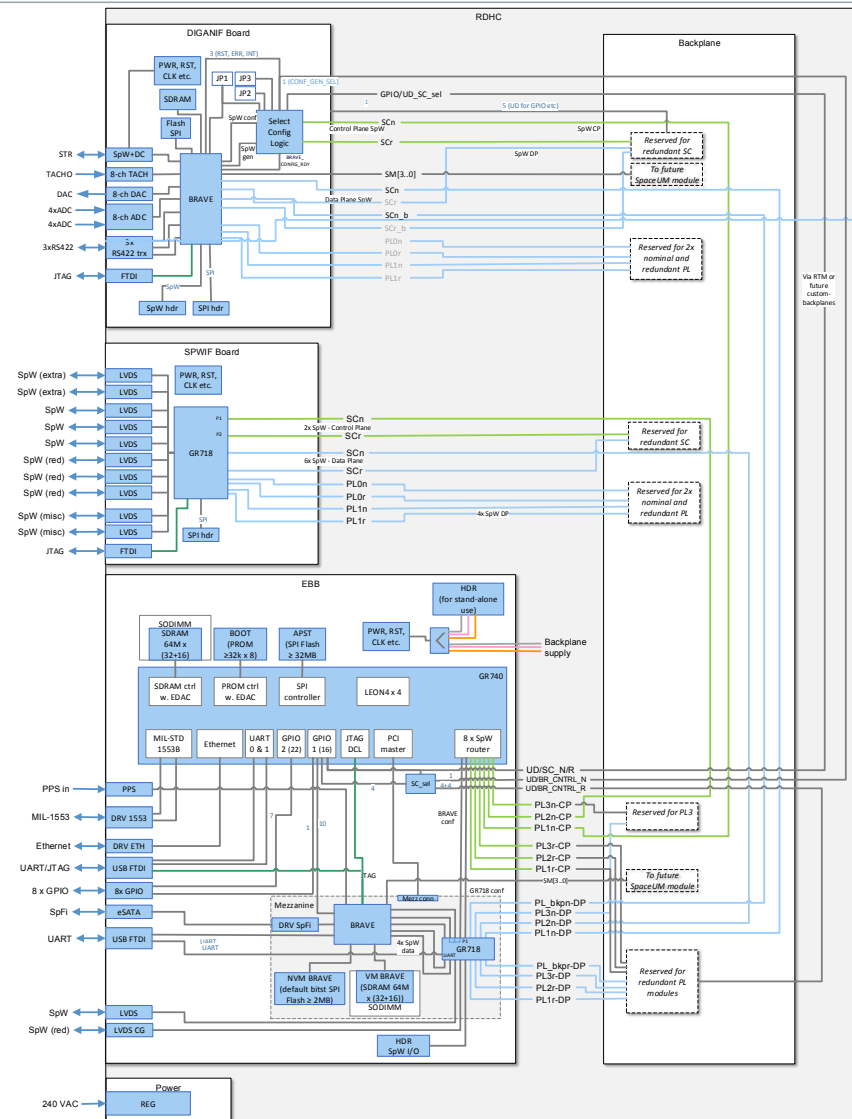 RDHC
DIGANIF Board
Backplane
3 (RST, ERR, INT)
PWR, RST,
CLK etc.
JP1
JP3
JP2
1 (CONF_GEN_SEL)
SDRAM
GPIO/UD_SC_sel
1
5 (UD for GPIO etc)
Flash
SPI
SpW conf
Select
Config
Logic
SCn
Control Plane SpW
SpW CP
SCr
Reserved for
redundant SC
STR
SpW+DC
SpW
gen
BRAVE_
CONFIG_RDY
SpW DP
TACHO
8-ch TACH
SM[3..0]
To future
SpaceUM module
DAC
8-ch DAC
BRAVE
SCn
Data Plane SpW
SCr
4xADC
8-ch ADC
SCn_b
4xADC
SCr_b
3xRS422
RS422 trx
PL0n
PL0r
PL1n
PL1r
Reserved for 2x
nominal and
redundant PL
JTAG
FTDI
SPI
SpW
SpW hdr
SPI hdr
Via RTM or
future
custom-
backplanes
SPWIF Board
SpW (extra)
LVDS
PWR, RST,
CLK etc.
SpW (extra)
LVDS
SpW
LVDS
SpW
LVDS
SpW
LVDS
SpW (red)
LVDS
SpW (red)
LVDS
SpW (red)
LVDS
SpW (misc)
LVDS
SpW (misc)
LVDS
JTAG
FTDI
P1
P2
GR718
SPI
SPI hdr
SCn
2x SpW - Control Plane
SCr
SCn
6x SpW - Data Plane
SCr
PL0n
PL0r
PL1n
4x SpW DP
PL1r
Reserved for
redundant SC
Reserved for 2x
nominal and
redundant PL
EBB
HDR
(for stand-alone
use)
SODIMM
SDRAM
64M x
(32+16)
BOOT
(PROM
≥32k x 8)
APST
(SPI Flash
≥ 32MB
PWR, RST,
CLK etc.
Backplane
supply
GR740
SDRAM ctrl
w. EDAC
PROM ctrl
w. EDAC
SPI
controller
LEON4 x 4
MIL-STD
1553B
Ethernet
UART
0 & 1
GPIO
2 (22)
GPIO
1 (16)
JTAG
DCL
PCI
master
8 x SpW
router
UD/SC_N/R
UD/BR_CNTRL_N
UD/BR_CNTRL_R
SC_sel
1
4+4
4
PPS in
PPS
MIL-1553
DRV 1553
7
1
10
BRAVE
conf
PL3n-CP
PL2n-CP
PL1n-CP
Reserved for PL3
Ethernet
DRV ETH
PL3r-CP
PL2r-CP
PL1r-CP
UART/JTAG
USB FTDI
JTAG
8 x GPIO
8x GPIO
SM[3..0]
To future
SpaceUM module
Mezzanine
Mezz conn
GR718 conf
SpFi
eSATA
DRV SpFi
BRAVE
PL_bkpn-DP
PL3n-DP
PL2n-DP
PL1n-DP
UART
USB FTDI
UART
UART
4x SpW
data
P1
GR718
UART
NVM BRAVE
(default bitst SPI
Flash ≥ 2MB)
VM BRAVE
(SDRAM 64M
x (32+16))
SODIMM
PL_bkpr-DP
PL3r-DP
PL2r-DP
PL1r-DP
Reserved for
redundant PL
modules
SpW
LVDS
SpW (red)
LVDS CG
HDR
SpW I/O
Power
240 VAC
REG